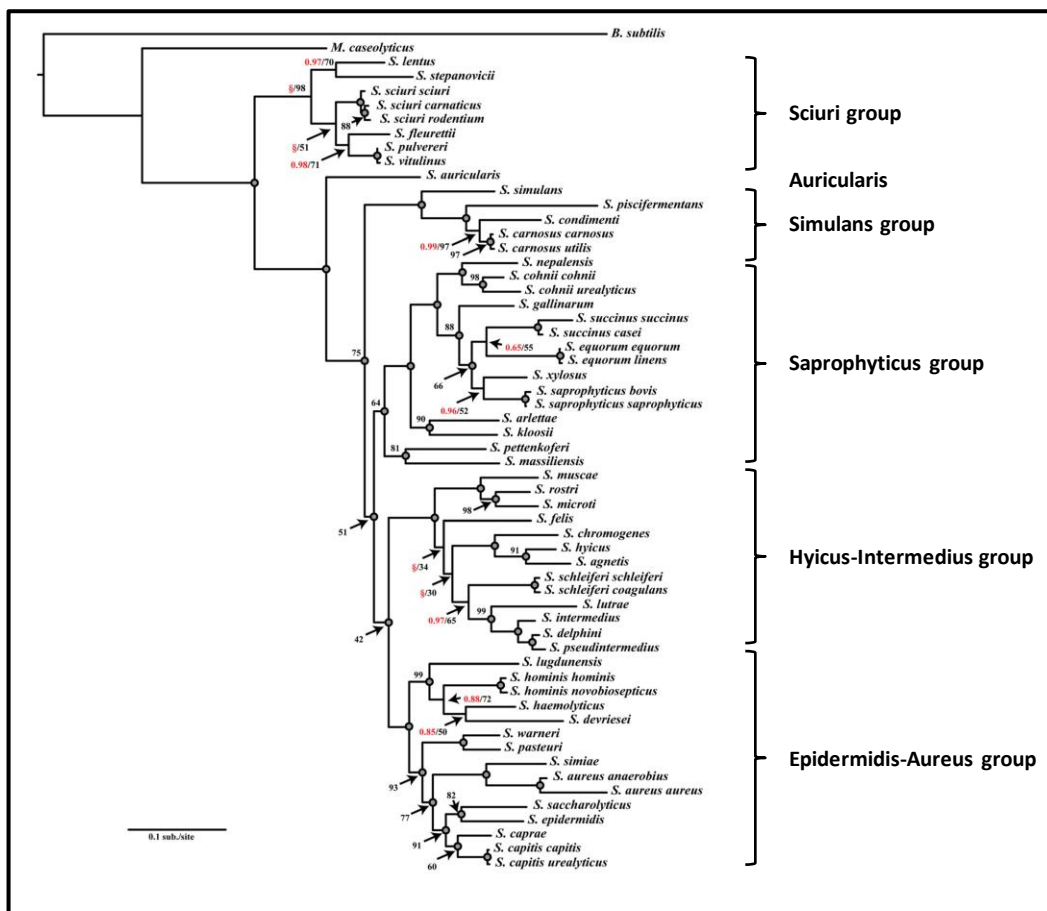 B. subtilis
M. caseolyticus
0.97/70
S. lentus
S. stepanovicii
§/98
S. sciuri sciuri
S. sciuri carnaticus
88
S. sciuri rodentium
S. fleurettii
§/51
S. pulvereri
0.98/71
S. vitulinus
Sciuri group
S. auricularis
Auricularis
S. simulans
S. piscifermentans
S. condimenti
S. carnosus carnosus
0.99/97
97
S. carnosus utilis
Simulans group
S. nepalensis
98
S. cohnii cohnii
S. cohnii urealyticus
S. gallinarum
88
S. succinus succinus
S. succinus casei
0.65/55
S. equorum equorum
S. equorum linens
75
66
S. xylosus
S. saprophyticus bovis
0.96/52
S. saprophyticus saprophyticus
64
90
S. arlettae
S. kloosii
81
S. pettenkoferi
S. massiliensis
Saprophyticus group
S. muscae
S. rostri
98
S. microti
51
S. felis
S. chromogenes
91
S. hyicus
§/34
S. agnetis
S. schleiferi schleiferi
§/30
S. schleiferi coagulans
S. lutrae
99
0.97/65
S. intermedius
S. delphini
42
S. pseudintermedius
Hyicus-Intermedius group
S. lugdunensis
99
S. hominis hominis
S. hominis novobiosepticus
0.88/72
S. haemolyticus
S. devriesei
0.85/50
S. warneri
S. pasteuri
S. simiae
93
S. aureus anaerobius
S. aureus aureus
82
S. saccharolyticus
77
S. epidermidis
S. caprae
91
S. capitis capitis
60
S. capitis urealyticus
Epidermidis-Aureus group
0.1 sub./site